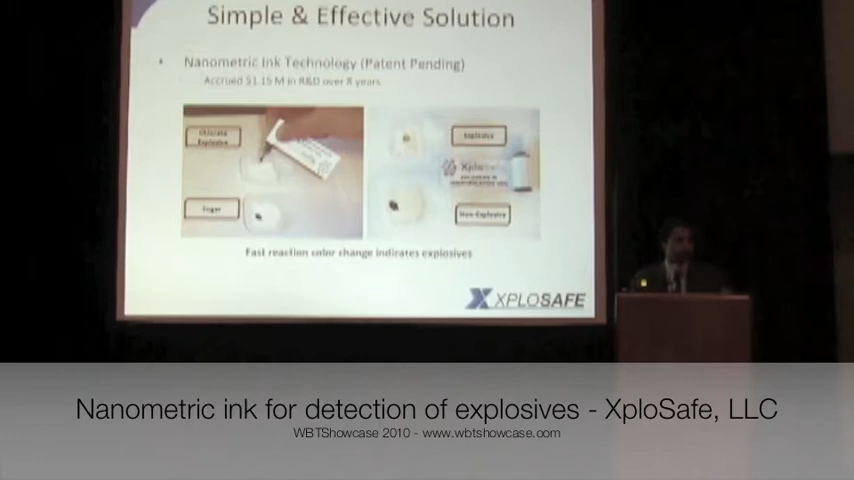 Simple & Effective Solution
• Nanometric Ink Technology (Patent Pending)
Accrued $1.15 M in R&D over 8 years
Chlorate
Explosive
Sugar
Explosive
Xplo
Non-Explosive
Fast reaction color change indicates explosives
XPLOSAFE
Nanometric ink for detection of explosives - XploSafe, LLC
WBTShowcase 2010 - www.wbtshowcase.com